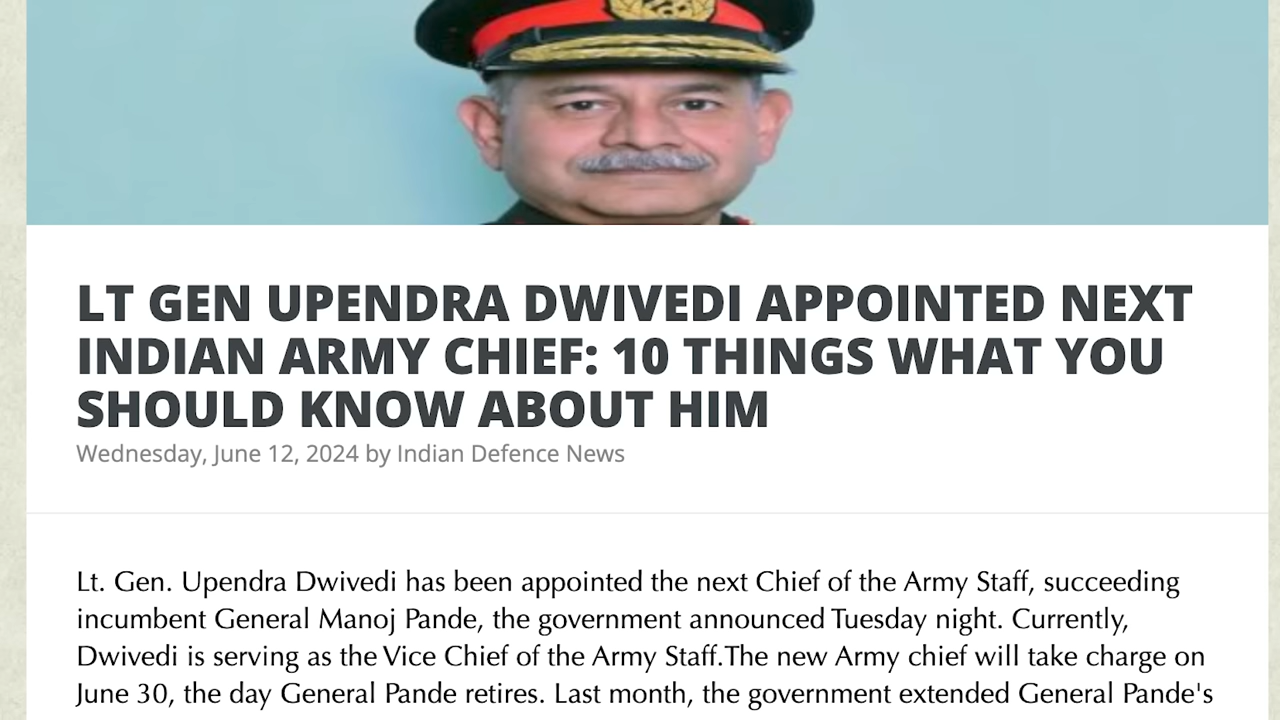 LT GEN UPENDRA DWIVEDI APPOINTED NEXT
INDIAN ARMY CHIEF: 10 THINGS WHAT YOU
SHOULD KNOW ABOUT HIM
Wednesday, June 12, 2024 by Indian Defence News
Lt. Gen. Upendra Dwivedi has been appointed the next Chief of the Army Staff, succeeding
incumbent General Manoj Pande, the government announced Tuesday night. Currently,
Dwivedi is serving as the Vice Chief of the Army Staff.The new Army chief will take charge on
June 30, the day General Pande retires. Last month, the government extended General Pande's